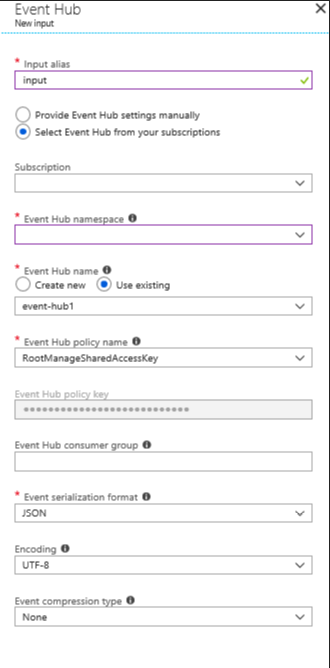 Event Hub
New input
* Input alias
input
Provide Event Hub settings manually
Select Event Hub from your subscriptions
Subscription
* Event Hub namespace
* Event Hub name
Create new Use existing
event-hub1
* Event Hub policy name
RootManageSharedAccessKey
Event Hub policy key
Event Hub consumer group
* Event serialization format
JSON
Encoding
UTF-8
Event compression type
None